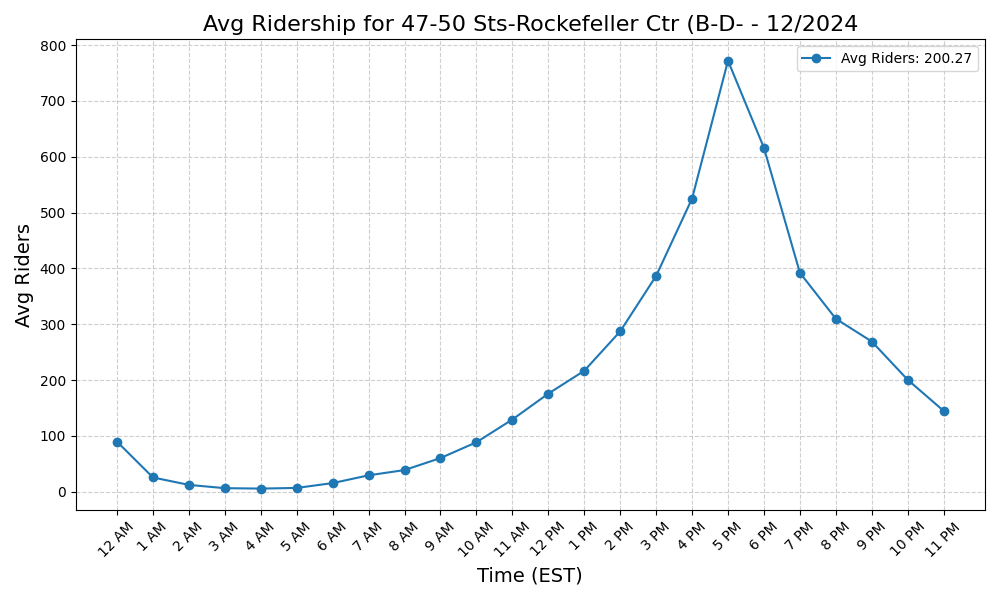 Avg Ridership for 47-50 Sts-Rockefeller Ctr (B-D- - 12/2024
Avg Riders: 200.27
Avg Riders
800
700
600
500
400
300
200
100
0
12 AM
1 AM
2 AM
3 AM
4 AM
5 AM
6 AM
7 AM
8 AM
9 AM
10 AM
11 AM
12 PM
1 PM
2 PM
3 PM
4 PM
5 PM
6 PM
7 PM
8 PM
9 PM
10 PM
11 PM
Time (EST)